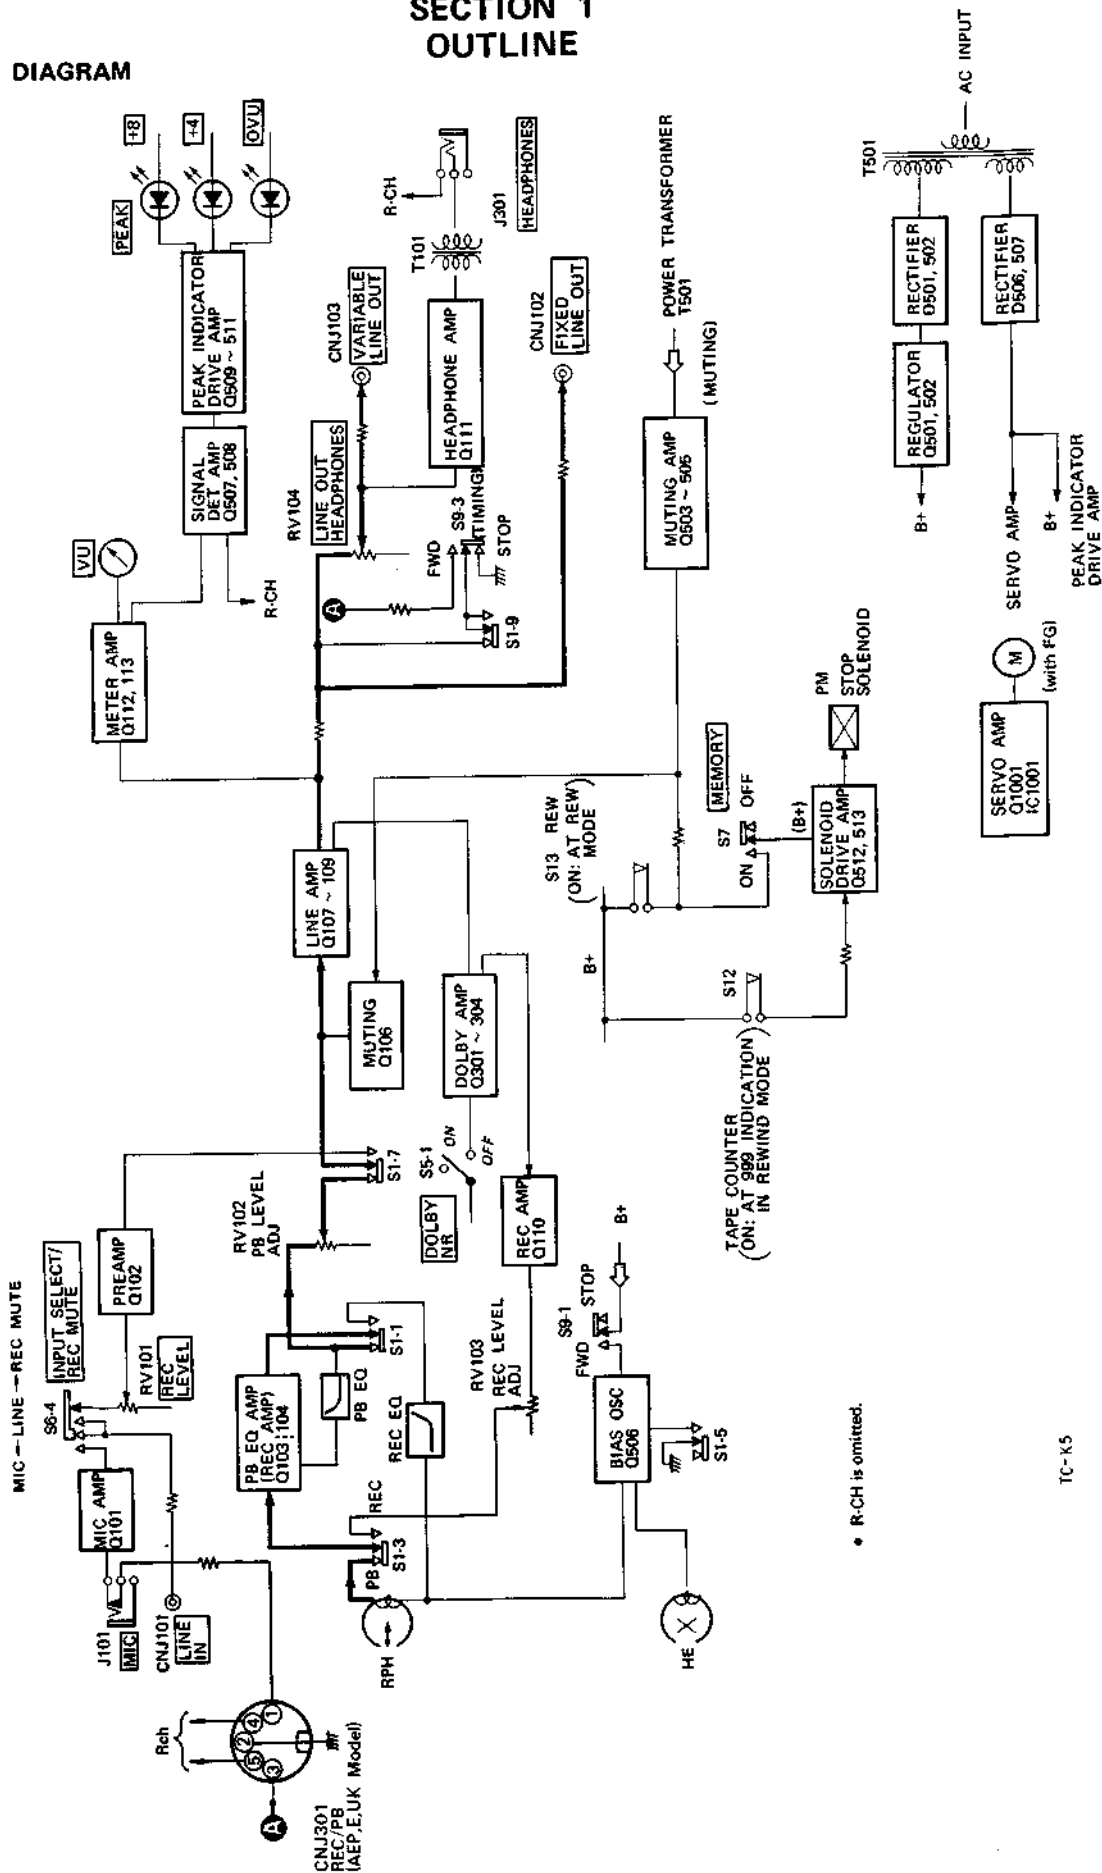 SECTION 1
OUTLINE
DIAGRAM
MIC – LINE – REC MUTE
S6-4
INPUT SELECT/
REC MUTE
J101
MIC
MIC AMP
Q101
CNJ101
LINE
IN
RV101
REC
LEVEL
PREAMP
Q102
Rch
1
4
2
5
3
A
CNJ301
REC/PB
(AEP,E,UK Model)
RPH
PB
REC
S1-3
PB EQ AMP
(REC AMP)
Q103,104
PB EQ
S1-1
REC EQ
RV102
PB LEVEL
ADJ
S1-7
MUTING
Q106
LINE AMP
Q107 ~ 109
DOLBY
NR
S5-1
ON
OFF
DOLBY AMP
Q301 ~ 304
RV103
REC LEVEL
ADJ
REC AMP
Q110
HE
BIAS OSC
Q506
S1-5
FWD
S9-1
STOP
B+
METER AMP
Q112, 113
VU
R-CH
SIGNAL
DET AMP
Q507, 508
PEAK INDICATOR
DRIVE AMP
Q509 ~ 511
PEAK
+8
+4
0VU
RV104
LINE OUT
HEADPHONES
CNJ103
VARIABLE
LINE OUT
A
FWD
S9-3
(TIMING)
STOP
S1-9
HEADPHONE AMP
Q111
T101
R-CH
J301
HEADPHONES
CNJ102
FIXED
LINE OUT
MUTING AMP
Q503 ~ 505
(MUTING)
POWER TRANSFORMER
T501
S13 REW
(ON: AT REW
MODE)
B+
S12
TAPE COUNTER
(ON: AT 999 INDICATION
IN REWIND MODE)
MEMORY
S7
ON
OFF
(B+)
SOLENOID
DRIVE AMP
Q512, 513
PM
STOP
SOLENOID
SERVO AMP
Q1001
IC1001
M
(with FG)
B+
REGULATOR
Q501, 502
RECTIFIER
D501, 502
T501
AC INPUT
SERVO AMP
B+
PEAK INDICATOR
DRIVE AMP
RECTIFIER
D506, 507
• R-CH is omitted.
TC-K5